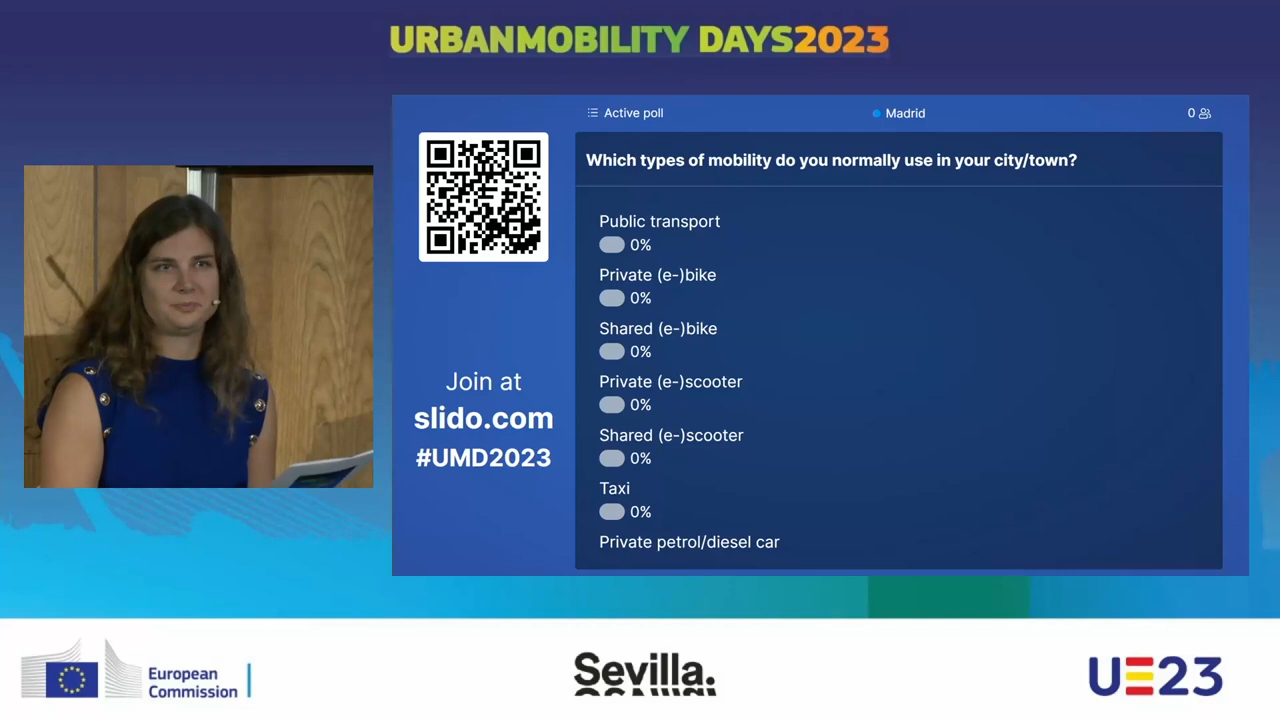 URBANMOBILITY DAYS2023
Active poll
Madrid
0
Which types of mobility do you normally use in your city/town?
Public transport
0%
Private (e-)bike
0%
Shared (e-)bike
0%
Private (e-)scooter
0%
Shared (e-)scooter
0%
Taxi
0%
Private petrol/diesel car
Join at
slido.com
#UMD2023
European
Commission
Sevilla.
UE23